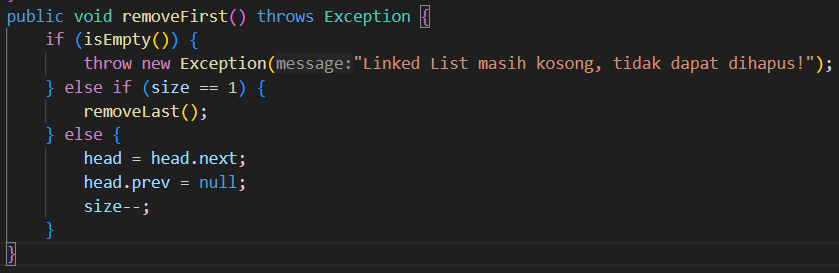 public void removeFirst() throws Exception {
    if (isEmpty()) {
        throw new Exception(message:"Linked List masih kosong, tidak dapat dihapus!");
    } else if (size == 1) {
        removeLast();
    } else {
        head = head.next;
        head.prev = null;
        size--;
    }
}